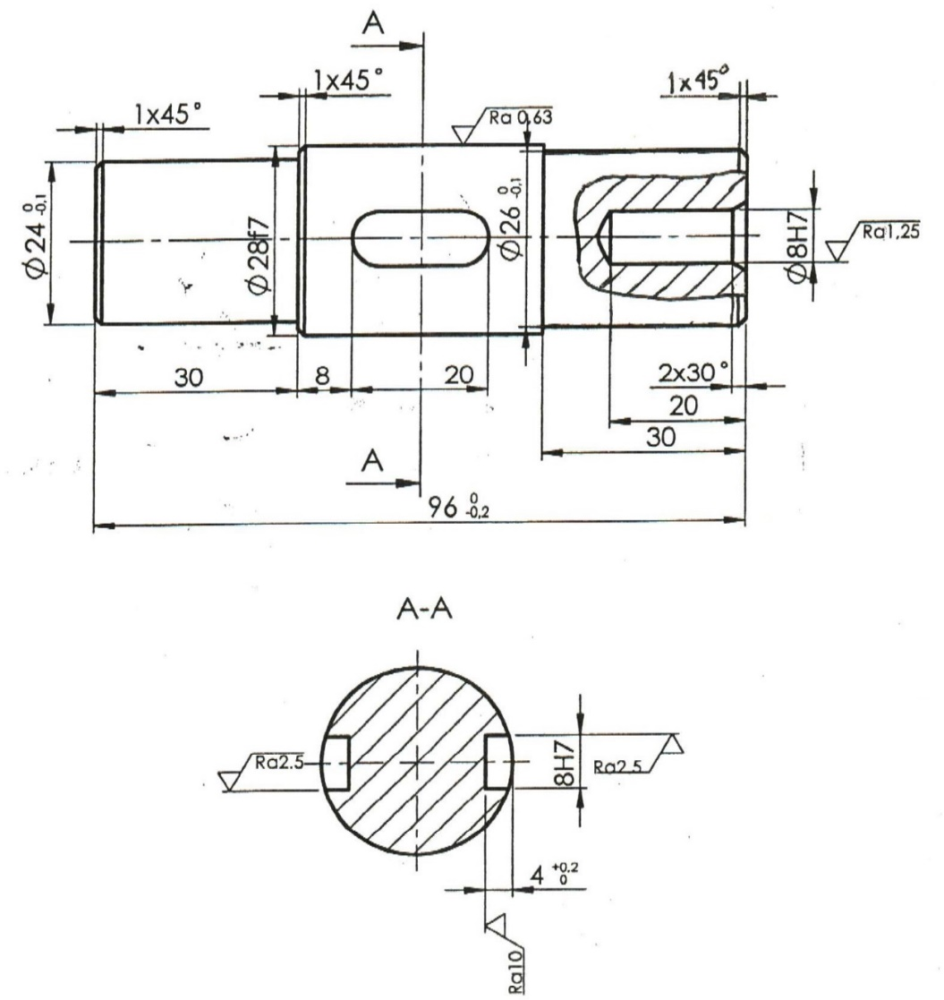 A
1x45°
1x45°
1x45°
Ra 0,63
Ø24 0 -0,1
Ø28f7
Ø26 0 -0,1
Ø8H7
Ra1,25
30
8
20
2x30°
20
30
A
96 0 -0,2
A-A
Ra2.5
8H7
Ra2.5
4 +0.2 0
Ra10